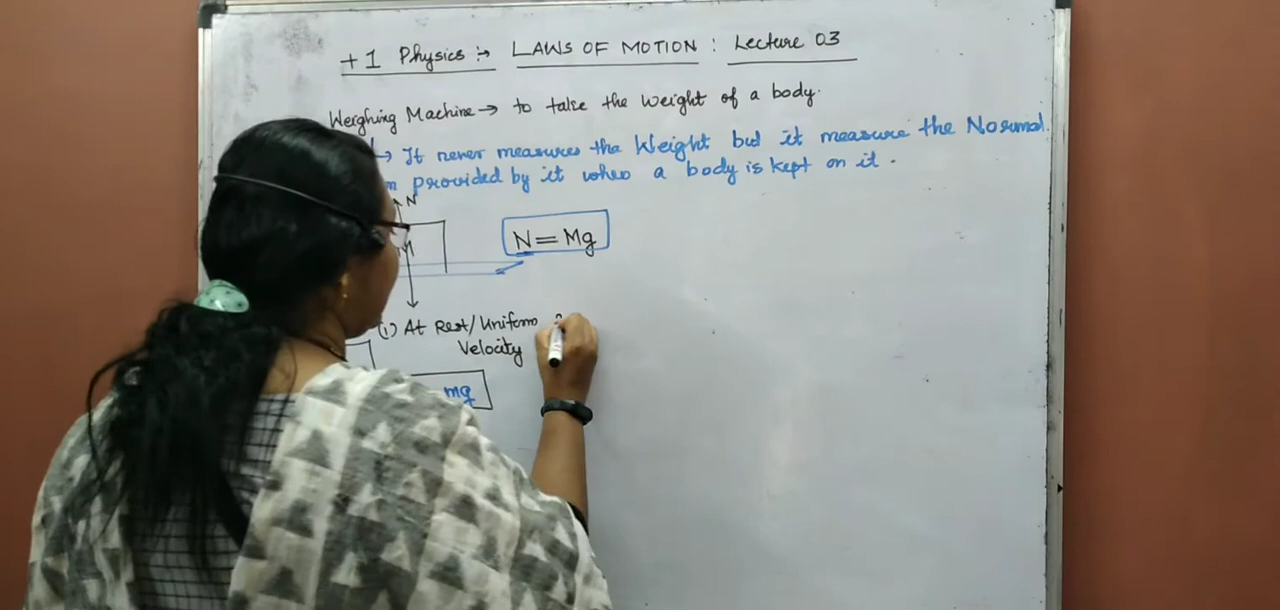 +1 Physics :→ LAWS OF MOTION : Lecture 03
Weighing Machine → to take the weight of a body.
↳ It never measures the Weight but it measure the Normal
provided by it when a body is kept on it.
N
N = Mg
M
(1) At Rest/Uniform
Velocity
mg